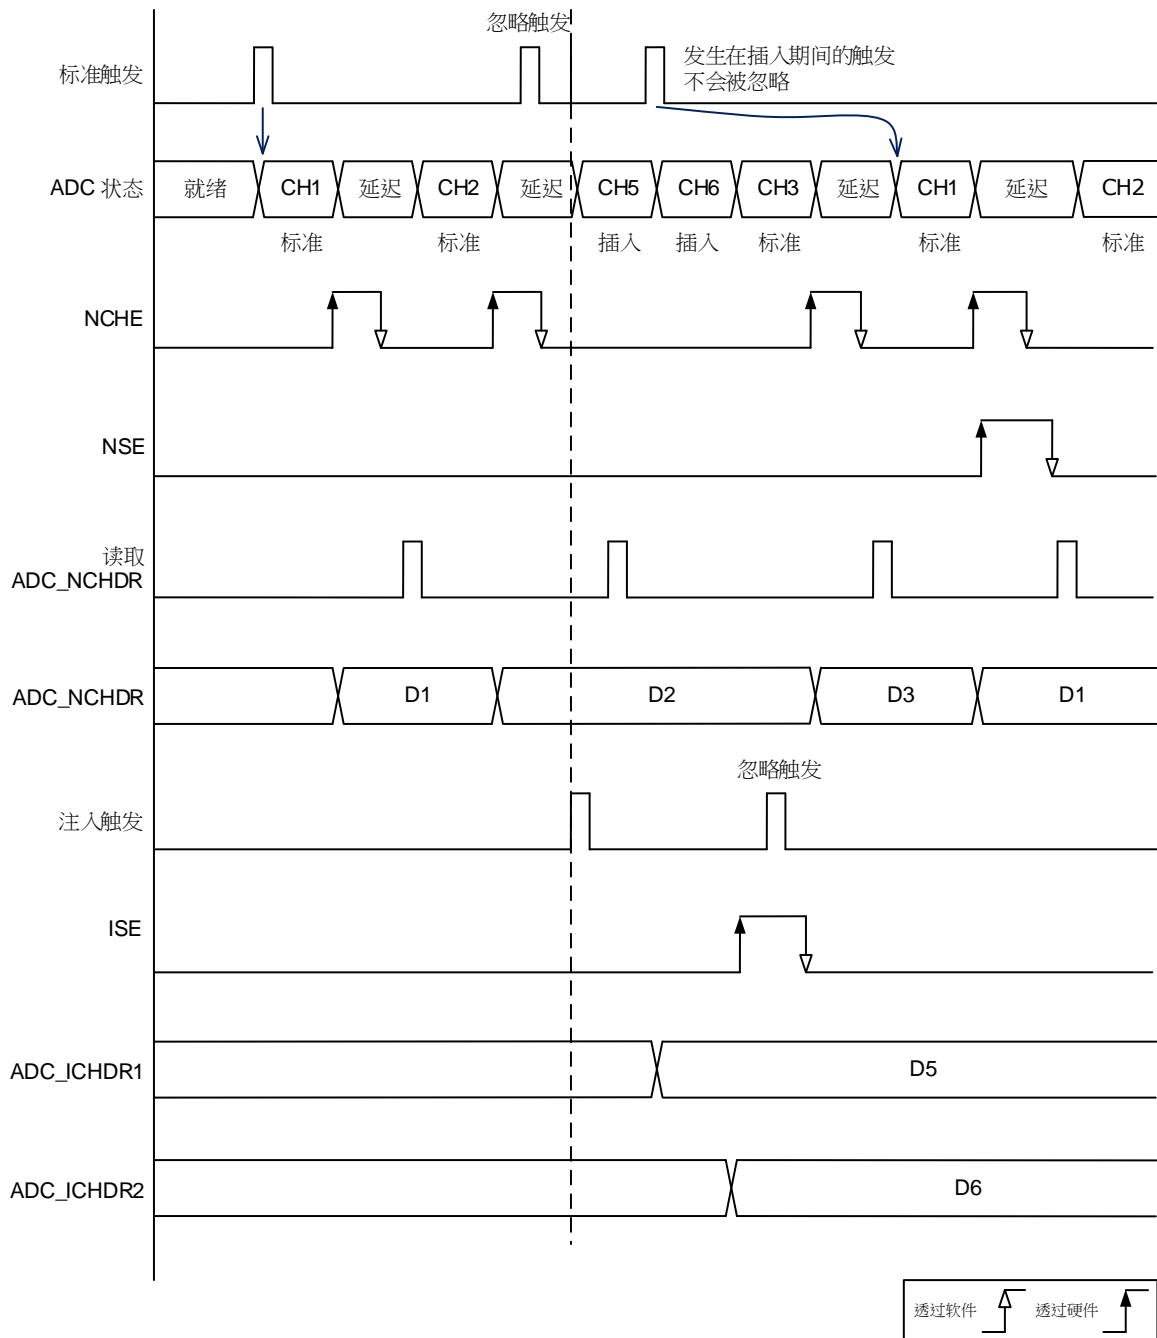 忽略触发
标准触发
发生在插入期间的触发
不会被忽略
ADC 状态
就绪 CH1 延迟 CH2 延迟 CH5 CH6 CH3 延迟 CH1 延迟 CH2
标准 标准 插入 插入 标准 标准 标准
NCHE
NSE
读取
ADC_NCHDR
ADC_NCHDR D1 D2 D3 D1
忽略触发
注入触发
ISE
ADC_ICHDR1 D5
ADC_ICHDR2 D6
透过软件 透过硬件